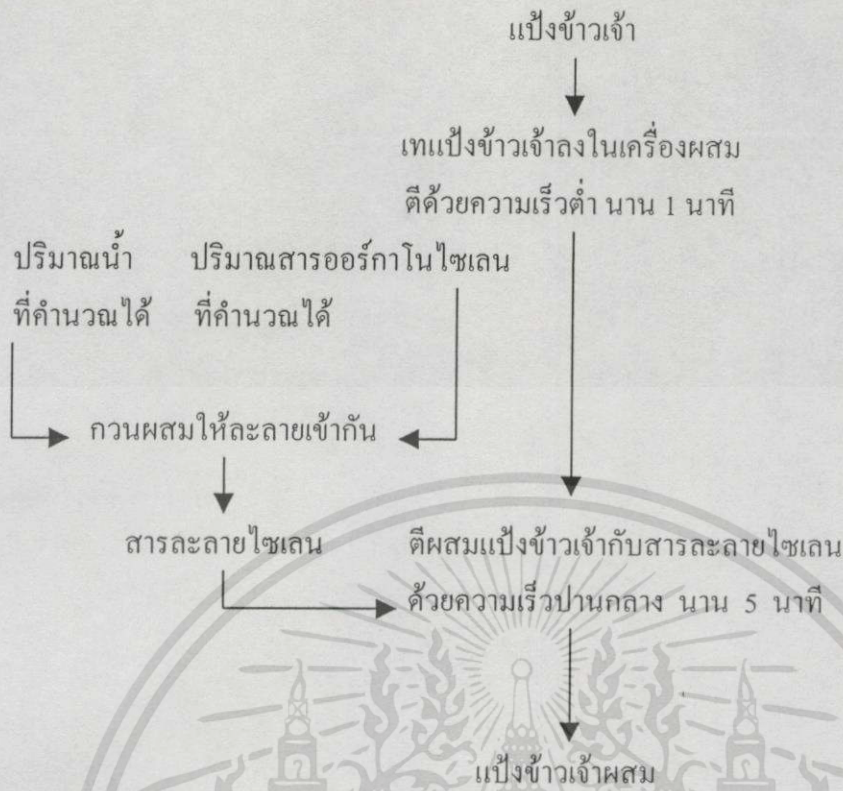 แป้งข้าวเจ้า
เทแป้งข้าวเจ้าลงในเครื่องผสม
ตีด้วยความเร็วต่ำ นาน 1 นาที
ปริมาณน้ำ ปริมาณสารออร์กาโนไซเลน
ที่คำนวณได้ ที่คำนวณได้
กวนผสมให้ละลายเข้ากัน
สารละลายไซเลน ตีผสมแป้งข้าวเจ้ากับสารละลายไซเลน
ด้วยความเร็วปานกลาง นาน 5 นาที
แป้งข้าวเจ้าผสม